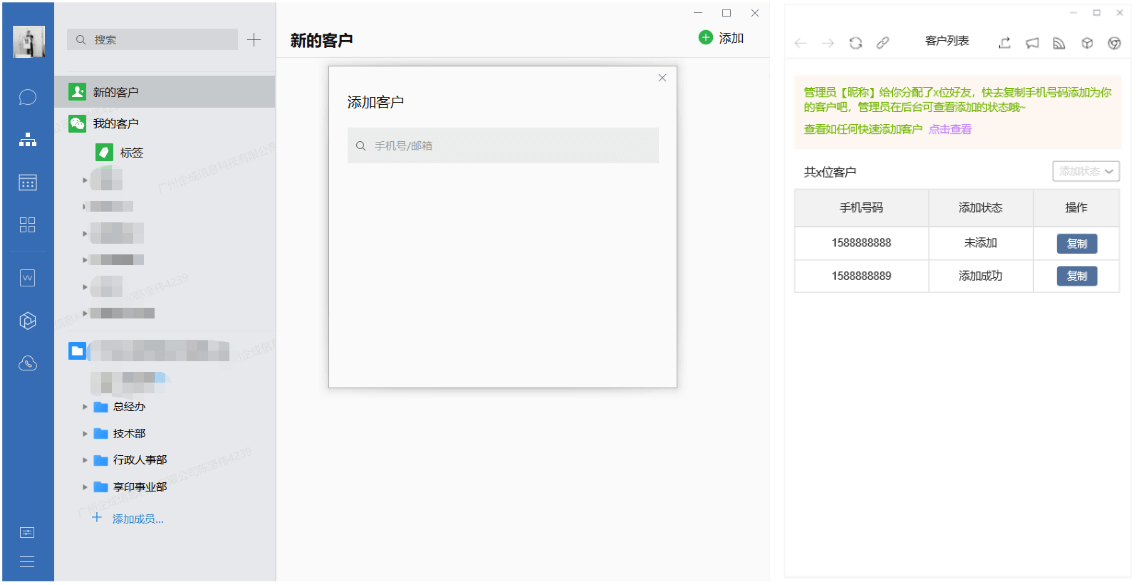 搜索
新的客户
我的客户
标签
总经办
技术部
行政人事部
享印事业部
添加成员...
新的客户
添加
添加客户
手机号/邮箱
客户列表
管理员【昵称】给你分配了x位好友，快去复制手机号码添加为你
的客户吧，管理员在后台可查看添加的状态哦~
查看如任何快速添加客户 点击查看
共x位客户
添加状态
手机号码 添加状态 操作
1588888888 未添加 复制
1588888889 添加成功 复制